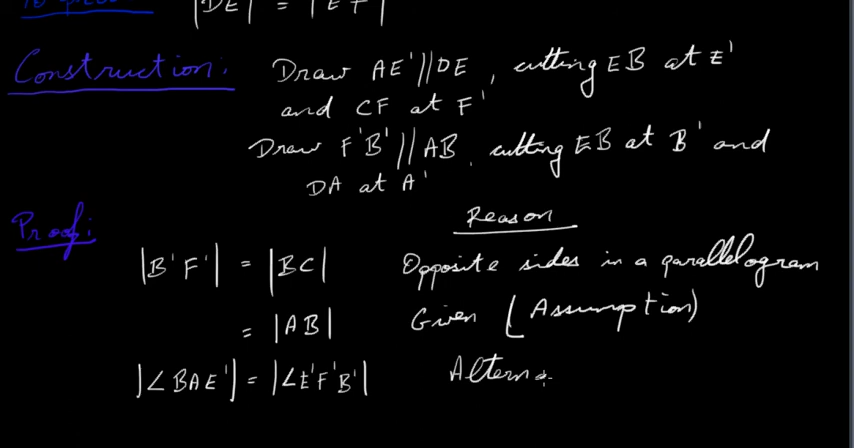 |DE| = |EF|
Construction: Draw AE'//DE, cutting EB at E'
and CF at F'
Draw F'B'//AB, cutting EB at B' and
DA at A'
Proof: Reason
|B'F'| = |BC| Opposite sides in a parallelogram
= |AB| Given (Assumption)
|∠BAE'| = |∠E'F'B'| Alterna